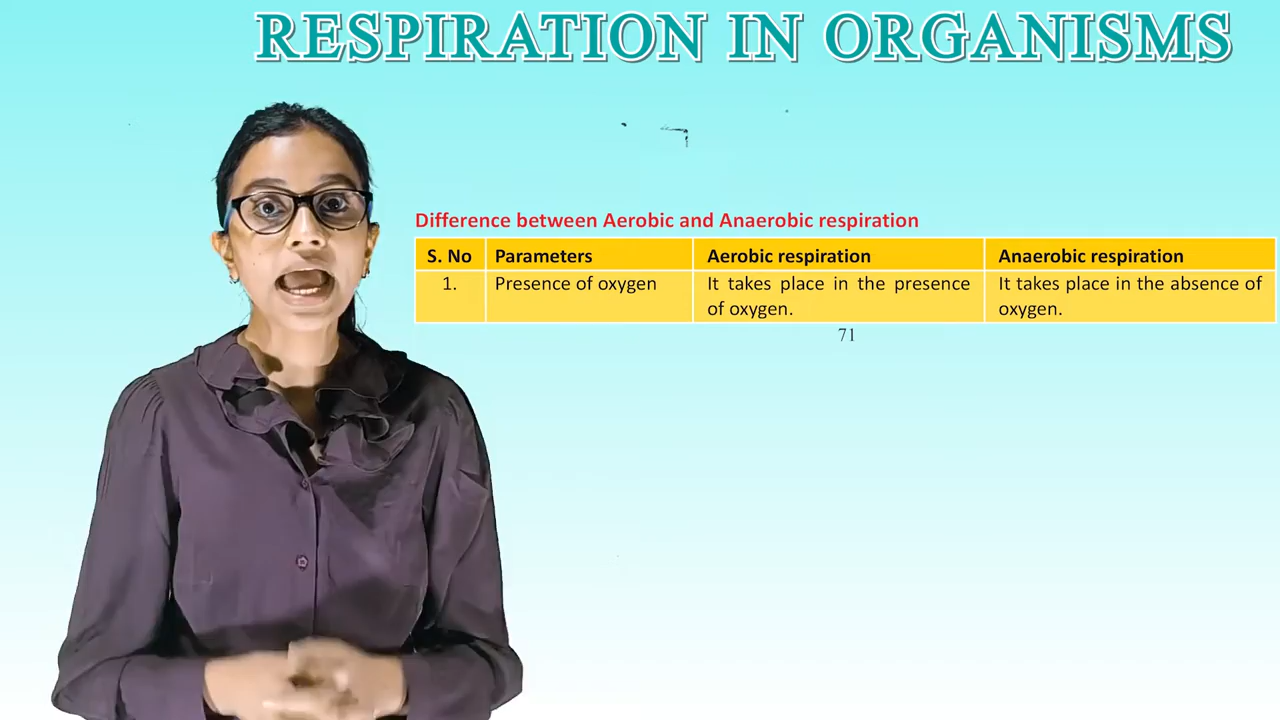 RESPIRATION IN ORGANISMS
Difference between Aerobic and Anaerobic respiration
S. No Parameters Aerobic respiration Anaerobic respiration
1. Presence of oxygen It takes place in the presence It takes place in the absence of
of oxygen. oxygen.
71